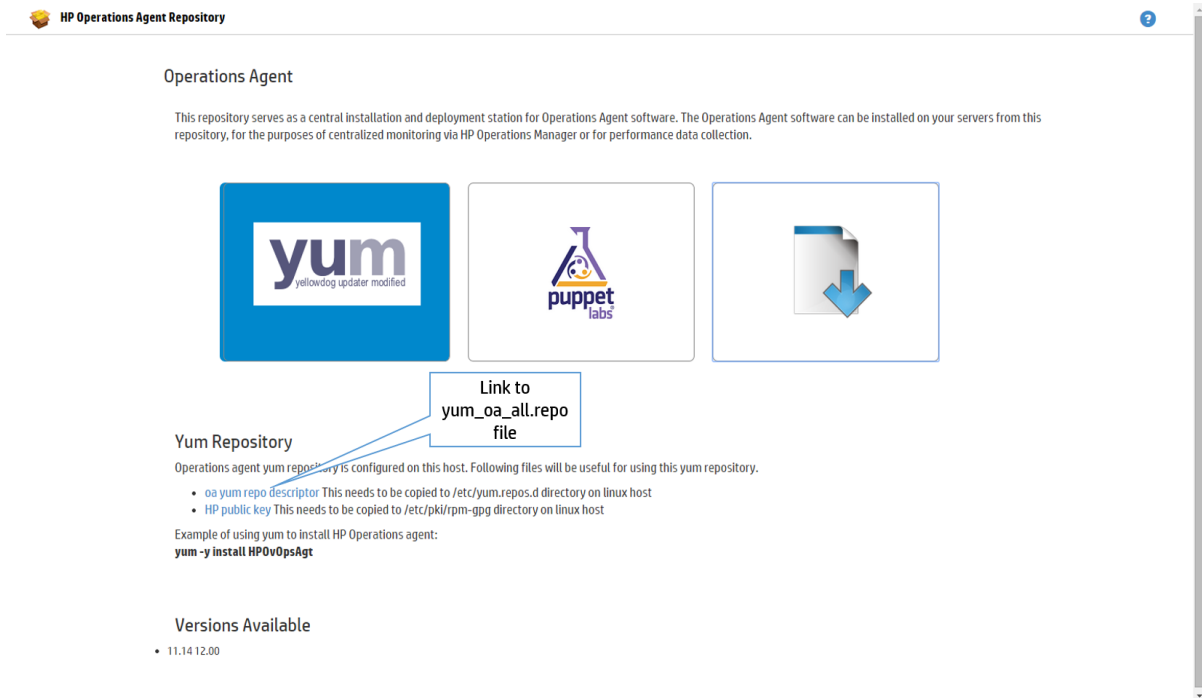 HP Operations Agent Repository
?
Operations Agent
This repository serves as a central installation and deployment station for Operations Agent software. The Operations Agent software can be installed on your servers from this
repository, for the purposes of centralized monitoring via HP Operations Manager or for performance data collection.
yum
yellowdog updater modified
puppet
labs®
Link to
yum_oa_all.repo
file
Yum Repository
Operations agent yum repository is configured on this host. Following files will be useful for using this yum repository.
• oa yum repo descriptor This needs to be copied to /etc/yum.repos.d directory on linux host
• HP public key This needs to be copied to /etc/pki/rpm-gpg directory on linux host
Example of using yum to install HP Operations agent:
yum -y install HPOvOpsAgt
Versions Available
• 11.14 12.00